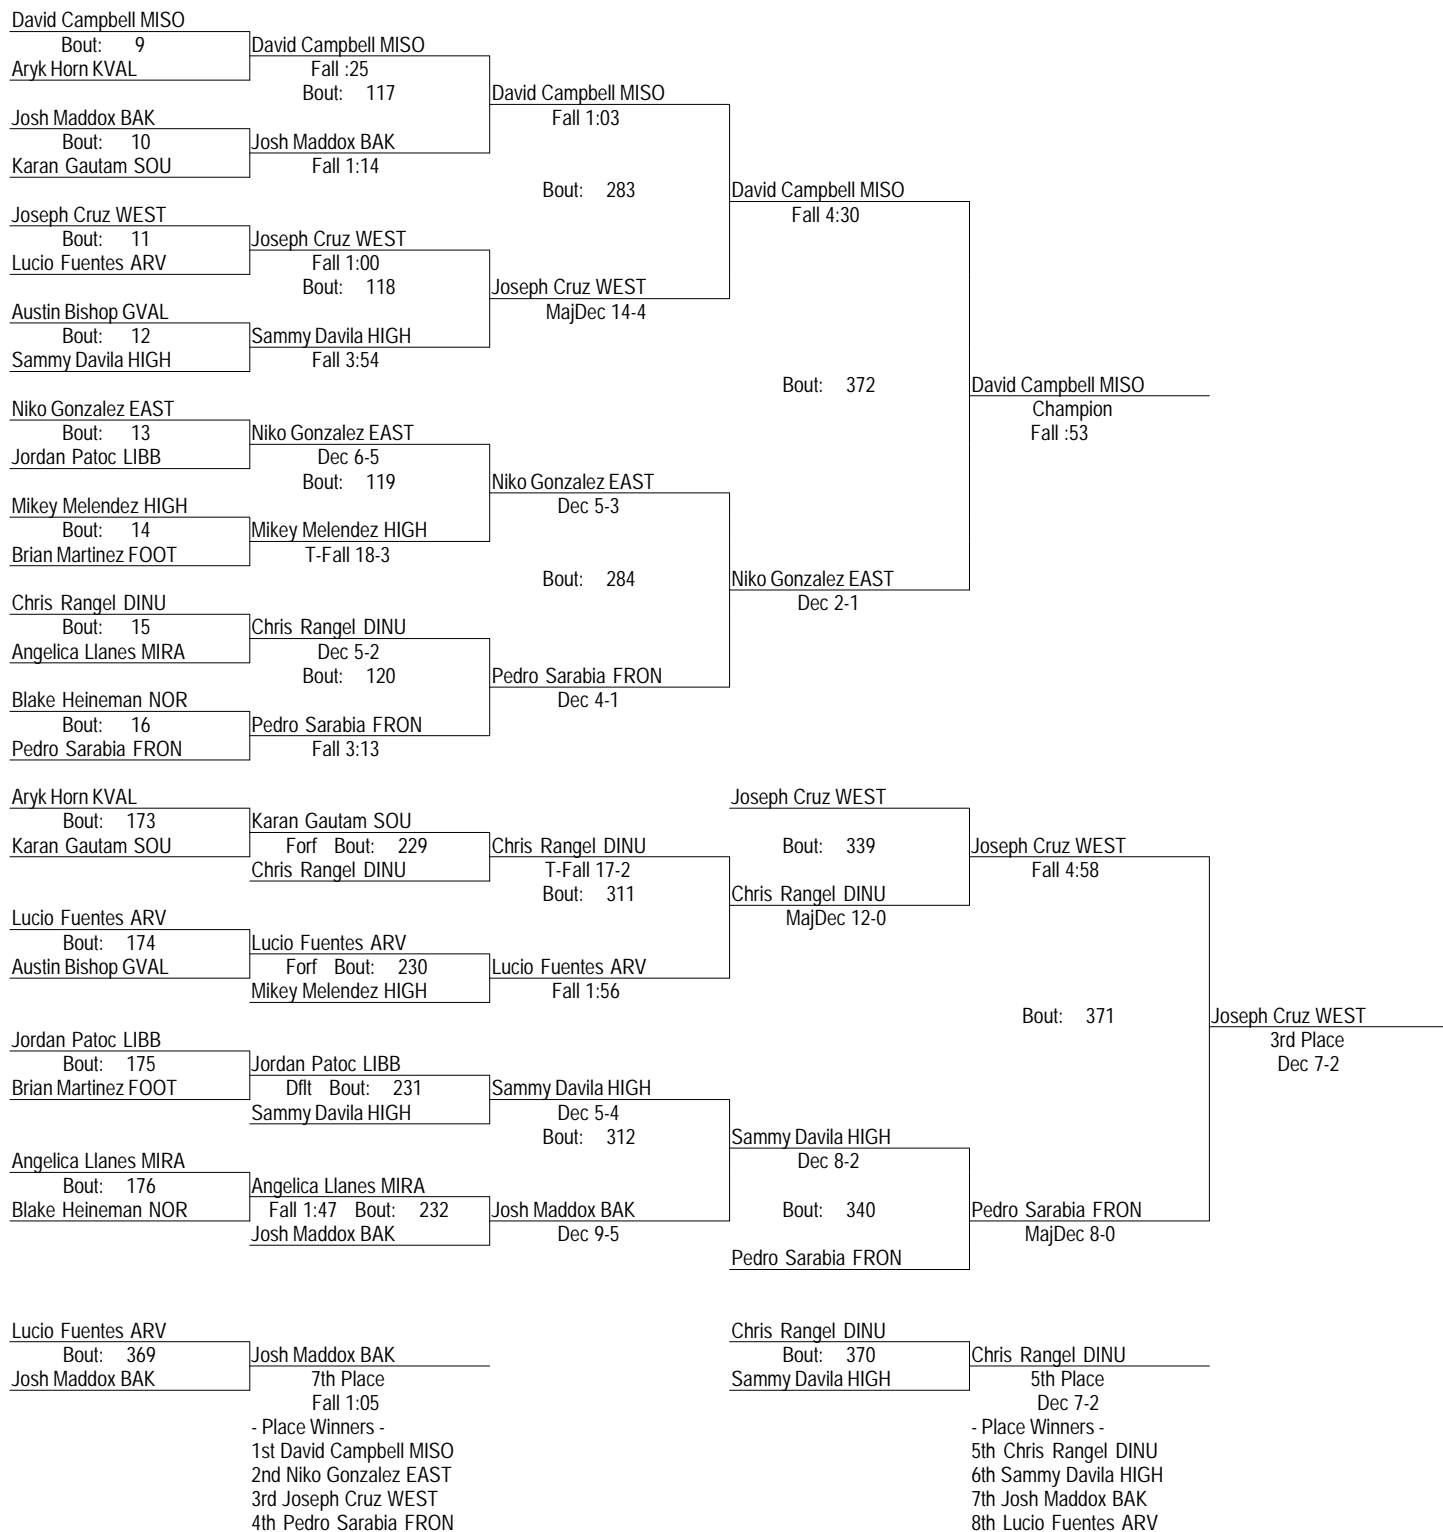 David Campbell MISO
Bout: 9
Aryk Horn KVAL
David Campbell MISO
Fall :25
Bout: 117
David Campbell MISO
Fall 1:03
Josh Maddox BAK
Bout: 10
Karan Gautam SOU
Josh Maddox BAK
Fall 1:14
Bout: 283
David Campbell MISO
Fall 4:30
Joseph Cruz WEST
Bout: 11
Lucio Fuentes ARV
Joseph Cruz WEST
Fall 1:00
Bout: 118
Joseph Cruz WEST
MajDec 14-4
Austin Bishop GVAL
Bout: 12
Sammy Davila HIGH
Sammy Davila HIGH
Fall 3:54
Bout: 372
David Campbell MISO
Champion
Fall :53
Niko Gonzalez EAST
Bout: 13
Jordan Patoc LIBB
Niko Gonzalez EAST
Dec 6-5
Bout: 119
Niko Gonzalez EAST
Dec 5-3
Mikey Melendez HIGH
Bout: 14
Brian Martinez FOOT
Mikey Melendez HIGH
T-Fall 18-3
Bout: 284
Niko Gonzalez EAST
Dec 2-1
Chris Rangel DINU
Bout: 15
Angelica Llanes MIRA
Chris Rangel DINU
Dec 5-2
Bout: 120
Pedro Sarabia FRON
Dec 4-1
Blake Heineman NOR
Bout: 16
Pedro Sarabia FRON
Pedro Sarabia FRON
Fall 3:13
Aryk Horn KVAL
Bout: 173
Karan Gautam SOU
Karan Gautam SOU
Forf Bout: 229
Chris Rangel DINU
Chris Rangel DINU
T-Fall 17-2
Bout: 311
Joseph Cruz WEST
Bout: 339
Chris Rangel DINU
MajDec 12-0
Joseph Cruz WEST
Fall 4:58
Lucio Fuentes ARV
Bout: 174
Austin Bishop GVAL
Lucio Fuentes ARV
Forf Bout: 230
Mikey Melendez HIGH
Lucio Fuentes ARV
Fall 1:56
Bout: 371
Joseph Cruz WEST
3rd Place
Dec 7-2
Jordan Patoc LIBB
Bout: 175
Brian Martinez FOOT
Jordan Patoc LIBB
Dflt Bout: 231
Sammy Davila HIGH
Sammy Davila HIGH
Dec 5-4
Bout: 312
Sammy Davila HIGH
Dec 8-2
Bout: 340
Pedro Sarabia FRON
Pedro Sarabia FRON
MajDec 8-0
Angelica Llanes MIRA
Bout: 176
Blake Heineman NOR
Angelica Llanes MIRA
Fall 1:47 Bout: 232
Josh Maddox BAK
Josh Maddox BAK
Dec 9-5
Lucio Fuentes ARV
Bout: 369
Josh Maddox BAK
Josh Maddox BAK
7th Place
Fall 1:05
- Place Winners -
1st David Campbell MISO
2nd Niko Gonzalez EAST
3rd Joseph Cruz WEST
4th Pedro Sarabia FRON
Chris Rangel DINU
Bout: 370
Sammy Davila HIGH
Chris Rangel DINU
5th Place
Dec 7-2
- Place Winners -
5th Chris Rangel DINU
6th Sammy Davila HIGH
7th Josh Maddox BAK
8th Lucio Fuentes ARV